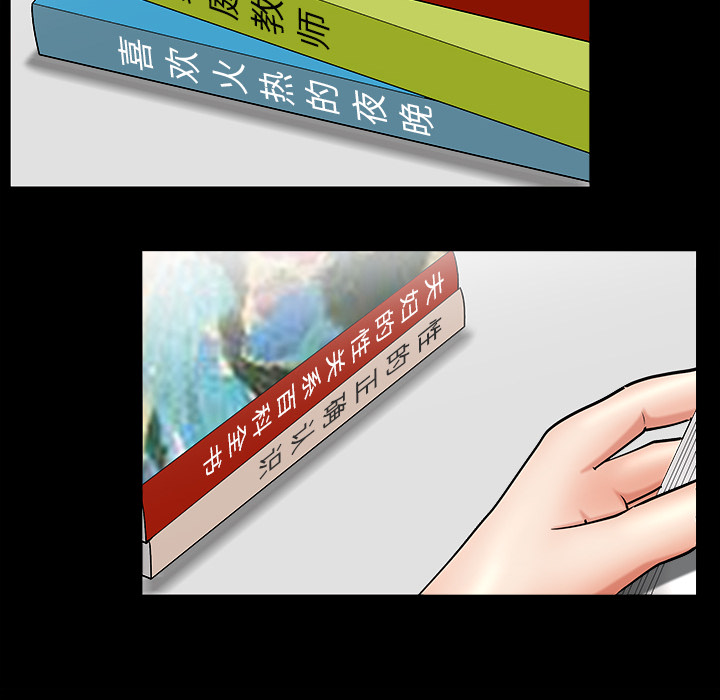 庭教师
喜欢火热的夜晚
夫妇的性关系百科全书
性的正确认识